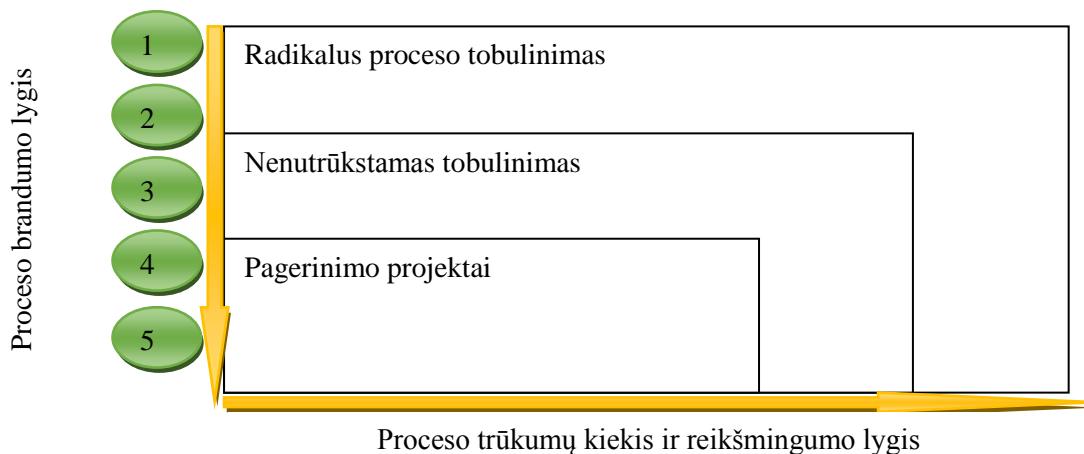 Proceso brandumo lygis
1
Radikalus proceso tobulinimas
2
Nenutrūkstamas tobulinimas
3
4
Pagerinimo projektai
5
Proceso trūkumų kiekis ir reikšmingumo lygis